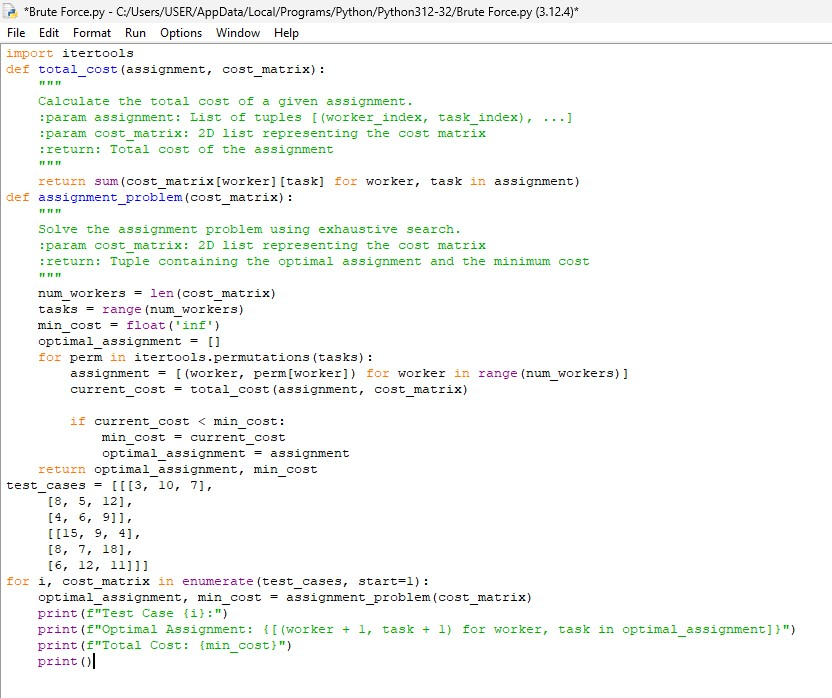 *Brute Force.py - C:/Users/USER/AppData/Local/Programs/Python/Python312-32/Brute Force.py (3.12.4)*
File Edit Format Run Options Window Help
import itertools
def total_cost(assignment, cost_matrix):
    """
    Calculate the total cost of a given assignment.
    :param assignment: List of tuples [(worker_index, task_index), ...]
    :param cost_matrix: 2D list representing the cost matrix
    :return: Total cost of the assignment
    """
    return sum(cost_matrix[worker][task] for worker, task in assignment)
def assignment_problem(cost_matrix):
    """
    Solve the assignment problem using exhaustive search.
    :param cost_matrix: 2D list representing the cost matrix
    :return: Tuple containing the optimal assignment and the minimum cost
    """
    num_workers = len(cost_matrix)
    tasks = range(num_workers)
    min_cost = float('inf')
    optimal_assignment = []
    for perm in itertools.permutations(tasks):
        assignment = [(worker, perm[worker]) for worker in range(num_workers)]
        current_cost = total_cost(assignment, cost_matrix)

        if current_cost < min_cost:
            min_cost = current_cost
            optimal_assignment = assignment
    return optimal_assignment, min_cost
test_cases = [[[3, 10, 7],
     [8, 5, 12],
     [4, 6, 9]],
     [[15, 9, 4],
     [8, 7, 18],
     [6, 12, 11]]]
for i, cost_matrix in enumerate(test_cases, start=1):
    optimal_assignment, min_cost = assignment_problem(cost_matrix)
    print(f"Test Case {i}:")
    print(f"Optimal Assignment: {[(worker + 1, task + 1) for worker, task in optimal_assignment]}")
    print(f"Total Cost: {min_cost}")
    print()